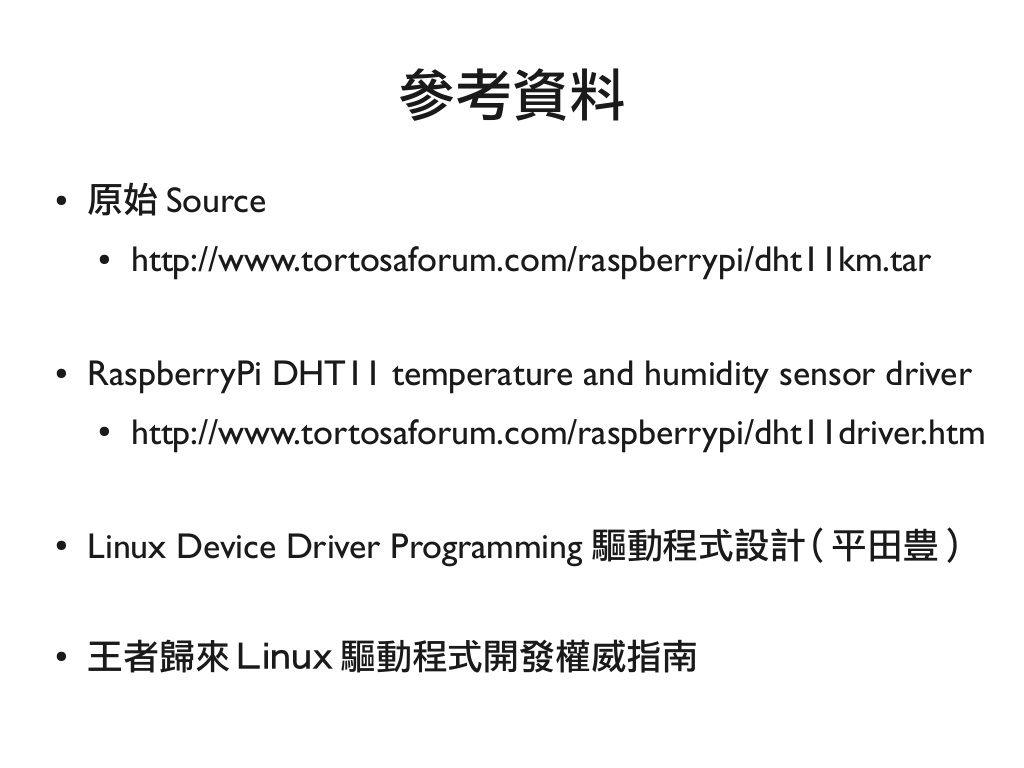 參考資料
• 原始 Source
• http://www.tortosaforum.com/raspberrypi/dht11km.tar
• RaspberryPi DHT11 temperature and humidity sensor driver
• http://www.tortosaforum.com/raspberrypi/dht11driver.htm
• Linux Device Driver Programming 驅動程式設計 ( 平田豊 )
• 王者歸來 Linux 驅動程式開發權威指南